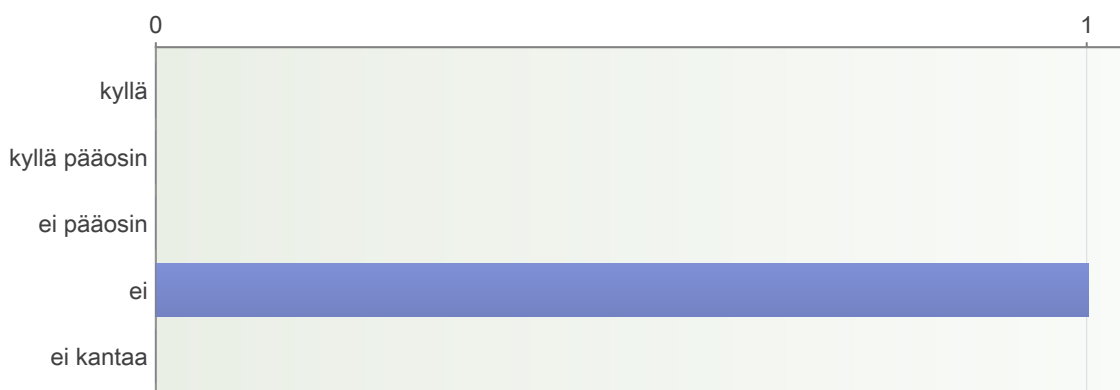 0 1
kyllä
kyllä pääosin
ei pääosin
ei
ei kantaa